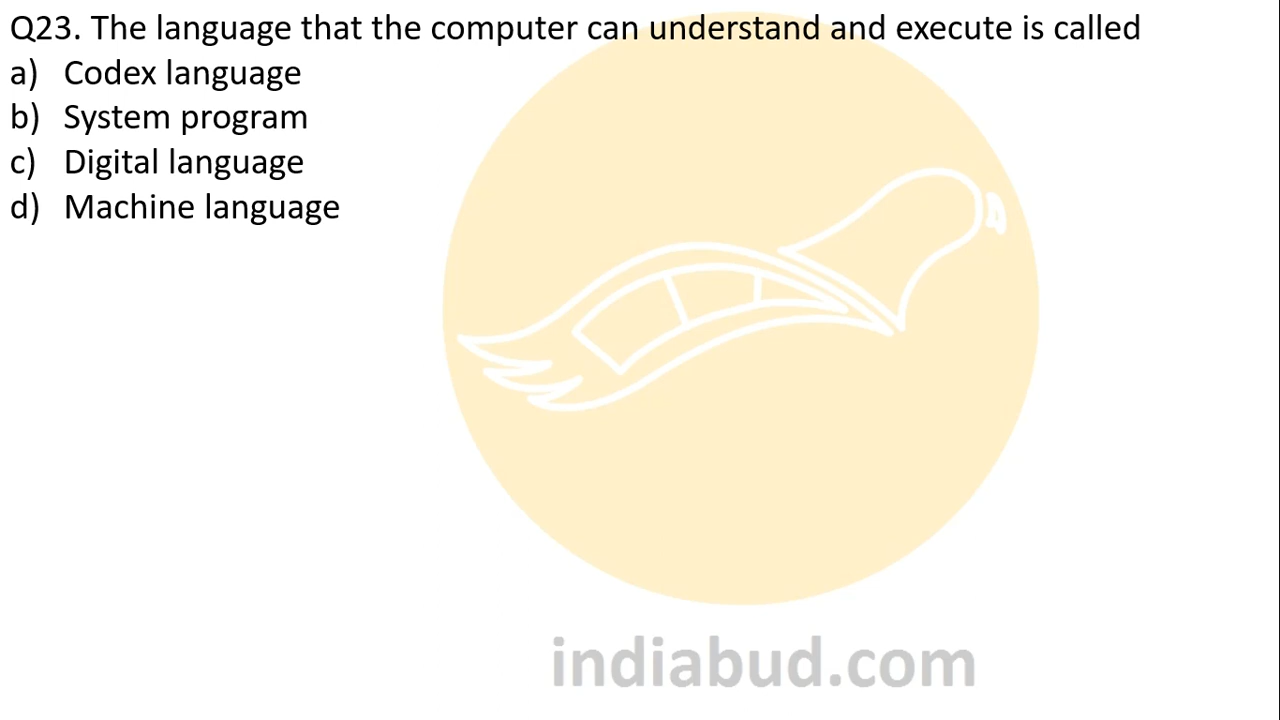 Q23. The language that the computer can understand and execute is called
a) Codex language
b) System program
c) Digital language
d) Machine language
indiabud.com